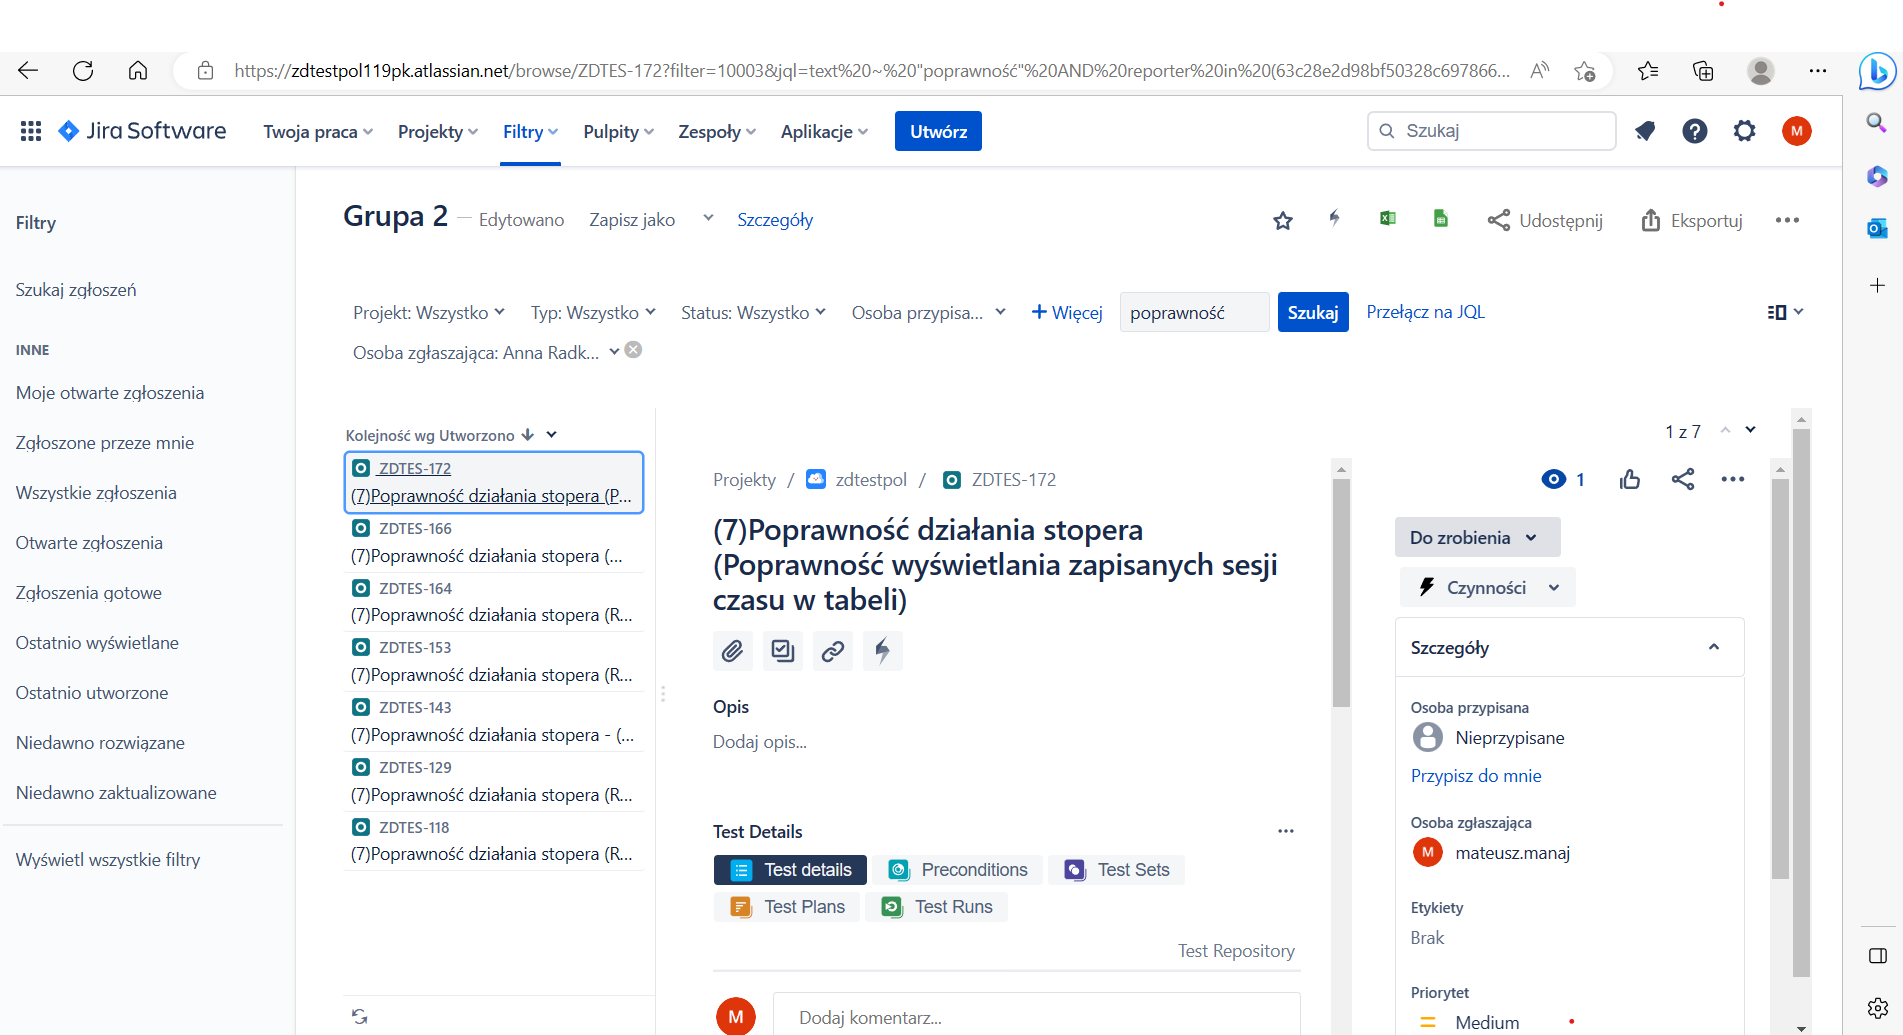 https://zdtestpol119pk.atlassian.net/browse/ZDTES-172?filter=10003&jql=text%20~%20"poprawność"%20AND%20reporter%20in%20(63c28e2d98bf50328c697866...
Jira Software
Twoja praca
Projekty
Filtry
Pulpity
Zespoły
Aplikacje
Utwórz
Szukaj
M
Filtry
Szukaj zgłoszeń
INNE
Moje otwarte zgłoszenia
Zgłoszone przeze mnie
Wszystkie zgłoszenia
Otwarte zgłoszenia
Zgłoszenia gotowe
Ostatnio wyświetlane
Ostatnio utworzone
Niedawno rozwiązane
Niedawno zaktualizowane
Wyświetl wszystkie filtry
Grupa 2 — Edytowano
Zapisz jako
Szczegóły
Udostępnij
Eksportuj
Projekt: Wszystko
Typ: Wszystko
Status: Wszystko
Osoba przypisa...
+ Więcej
poprawność
Szukaj
Przełącz na JQL
Osoba zgłaszająca: Anna Radk...
Kolejność wg Utworzono
ZDTES-172
(7)Poprawność działania stopera (P...
ZDTES-166
(7)Poprawność działania stopera (...
ZDTES-164
(7)Poprawność działania stopera (R...
ZDTES-153
(7)Poprawność działania stopera (R...
ZDTES-143
(7)Poprawność działania stopera - (...
ZDTES-129
(7)Poprawność działania stopera (R...
ZDTES-118
(7)Poprawność działania stopera (R...
1 z 7
Projekty / zdtestpol / ZDTES-172
(7)Poprawność działania stopera
(Poprawność wyświetlania zapisanych sesji
czasu w tabeli)
Opis
Dodaj opis...
Test Details
Test details
Preconditions
Test Sets
Test Plans
Test Runs
Test Repository
M
Dodaj komentarz...
1
Do zrobienia
Czynności
Szczegóły
Osoba przypisana
Nieprzypisane
Przypisz do mnie
Osoba zgłaszająca
M
mateusz.manaj
Etykiety
Brak
Priorytet
Medium